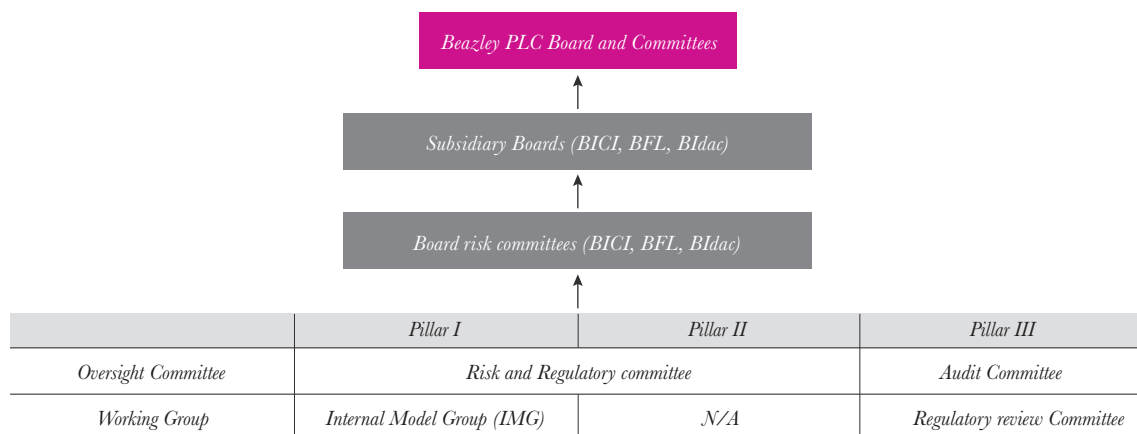 Beazley PLC Board and Committees
Subsidiary Boards (BICI, BFL, BIdac)
Board risk committees (BICI, BFL, BIdac)
Pillar I Pillar II Pillar III
Oversight Committee Risk and Regulatory committee Audit Committee
Working Group Internal Model Group (IMG) N/A Regulatory review Committee